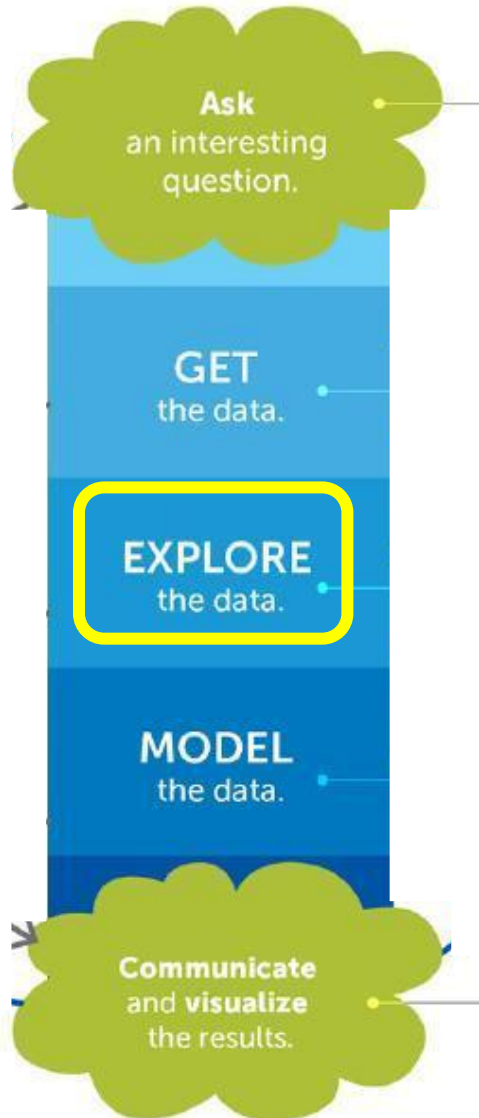 Ask
an interesting
question.
GET
the data.
EXPLORE
the data.
MODEL
the data.
Communicate
and visualize
the results.